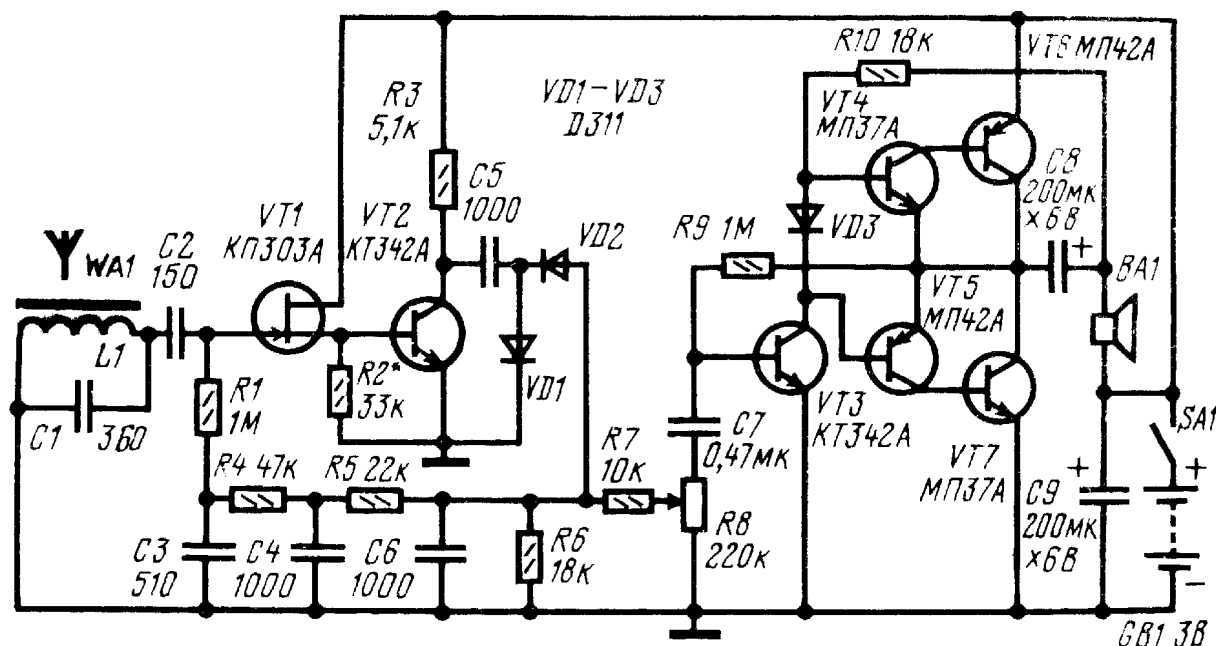 R10 18к
VT6 МП42А
R3
5,1к
VD1–VD3
Д311
VT4
МП37А
C5
1000
C8
200мк
×6В
VT1
КП303А
VT2
КТ342А
VD2
R9 1М
VD3
WA1
C2
150
BA1
VT5
МП42А
L1
R1
1М
R2*
33к
VD1
C1
360
VT3
КТ342А
SA1
C7
0,47мк
R7
10к
R4 47к
R5 22к
VT7
МП37А
C9
200мк
×6В
R8
220к
R6
18к
C3
510
C4
1000
C6
1000
GB1 3В